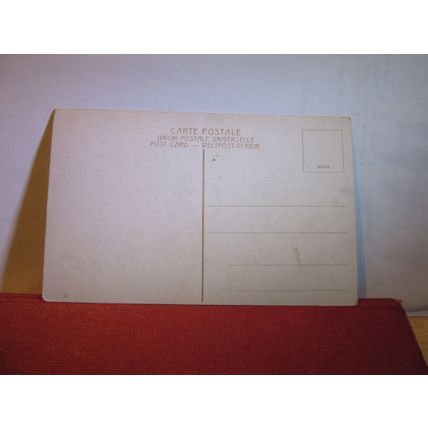 CARTE POSTALE
UNION POSTALE UNIVERSELLE
POST CARD — WELTPOST-VEREIN